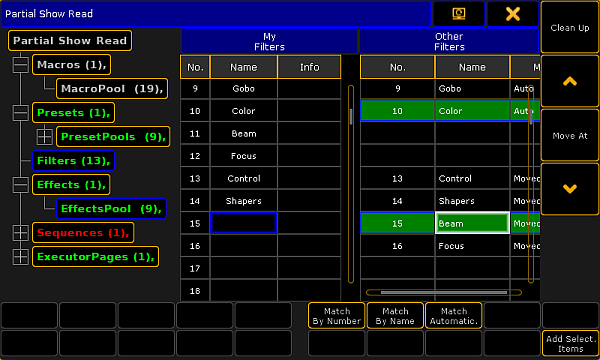 Partial Show Read
Clean Up
Partial Show Read
My
Filters
Other
Filters
Macros (1),
MacroPool (19),
Presets (1),
PresetPools (9),
Filters (13),
Effects (1),
EffectsPool (9),
Sequences (1),
ExecutorPages (1),
No. Name Info
9 Gobo
10 Color
11 Beam
12 Focus
13 Control
14 Shapers
15
16
17
18
No. Name M
9 Gobo Auto
10 Color Auto
13 Control Moved
14 Shapers Moved
15 Beam Moved
16 Focus Moved
Move At
Match
By Number
Match
By Name
Match
Automatic.
Add Select.
Items